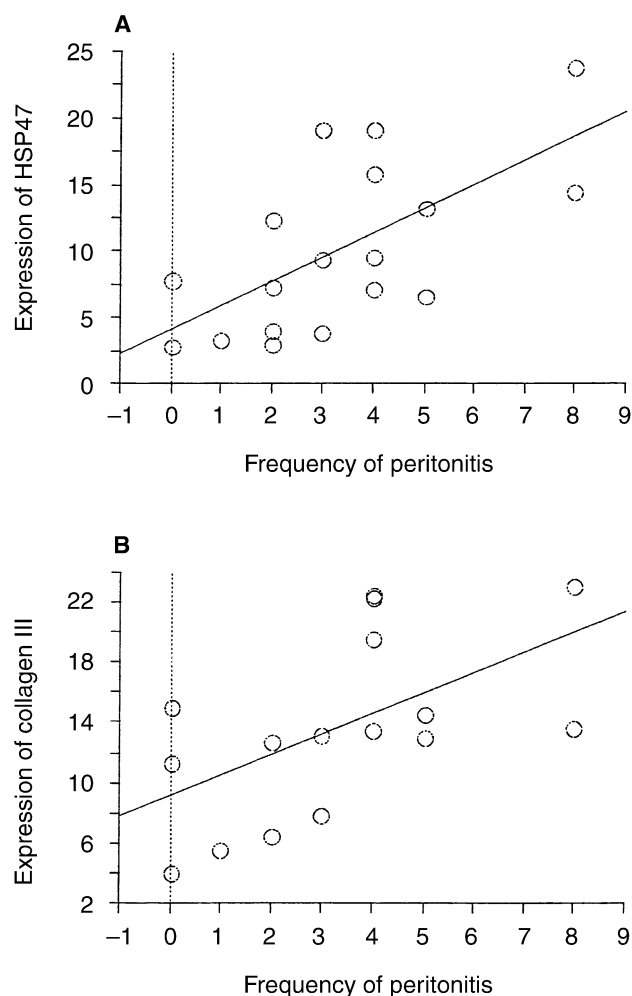 A
25
20
15
10
5
0
Expression of HSP47
−1 0 1 2 3 4 5 6 7 8 9
Frequency of peritonitis
B
22
18
14
10
6
2
Expression of collagen III
−1 0 1 2 3 4 5 6 7 8 9
Frequency of peritonitis